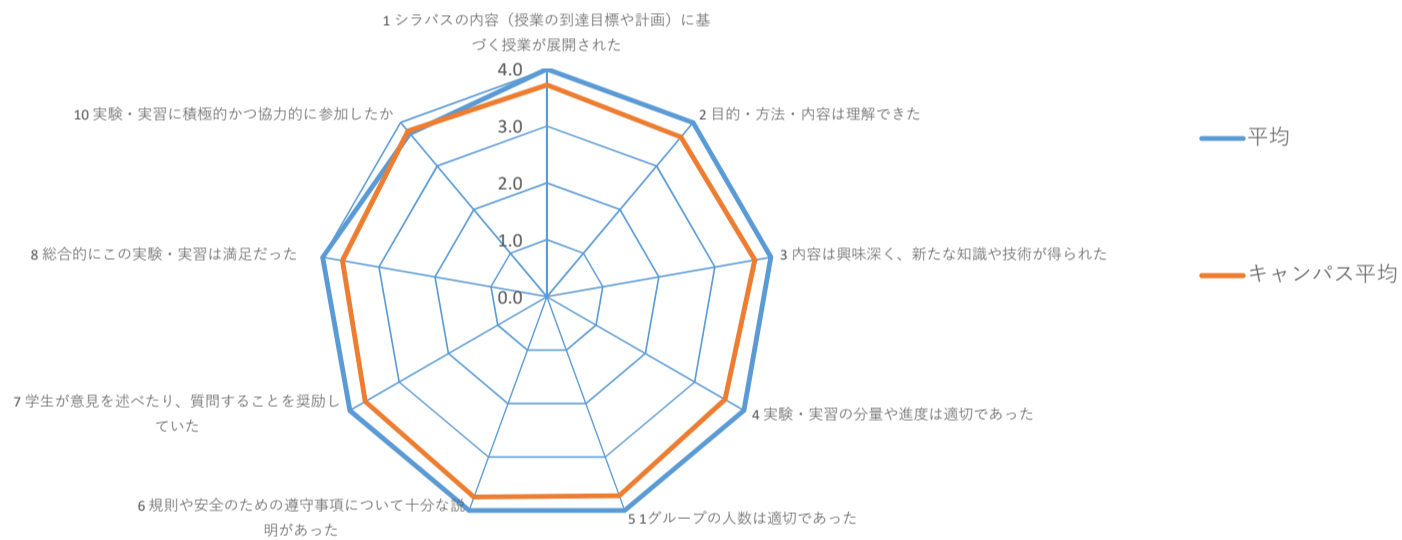 1 シラバスの内容（授業の到達目標や計画）に基
づく授業が展開された
4.0
10 実験・実習に積極的かつ協力的に参加したか
2 目的・方法・内容は理解できた
平均
3.0
2.0
1.0
8 総合的にこの実験・実習は満足だった
3 内容は興味深く、新たな知識や技術が得られた
キャンパス平均
0.0
7 学生が意見を述べたり、質問することを奨励し
ていた
4 実験・実習の分量や進度は適切であった
6 規則や安全のための遵守事項について十分な説
明があった
5 1グループの人数は適切であった